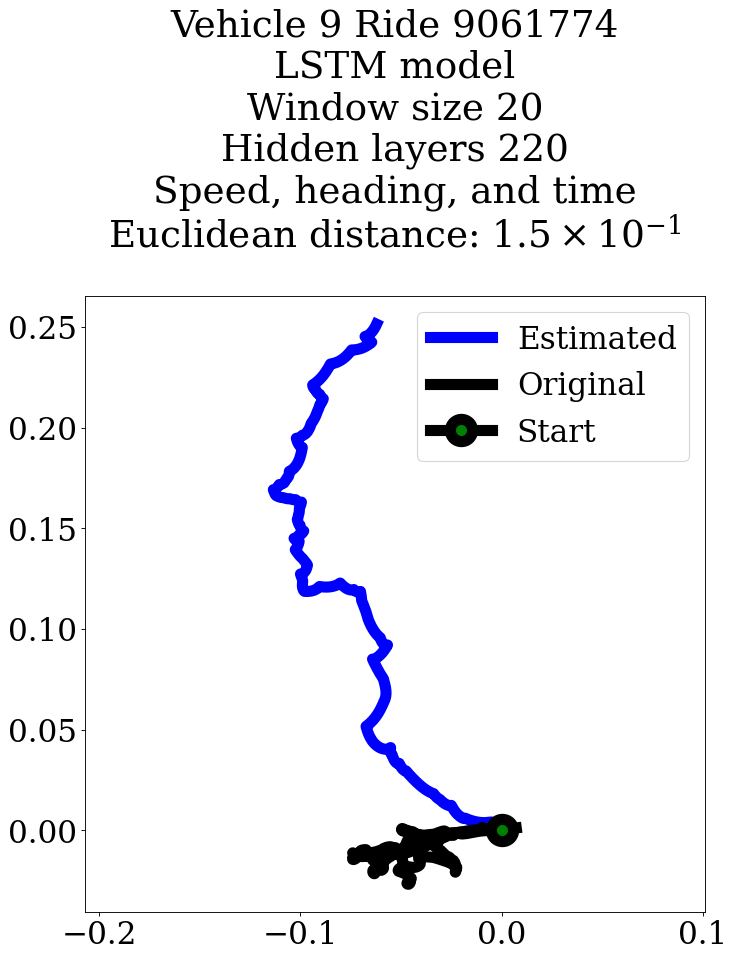 Vehicle 9 Ride 9061774
LSTM model
Window size 20
Hidden layers 220
Speed, heading, and time
Euclidean distance: 1.5 × 10⁻¹
Estimated
Original
Start
0.25
0.20
0.15
0.10
0.05
0.00
−0.2
−0.1
0.0
0.1